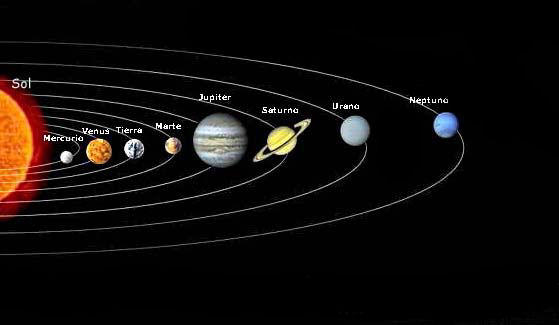 Sol
Mercurio
Venus
Tierra
Marte
Jupiter
Saturno
Urano
Neptuno